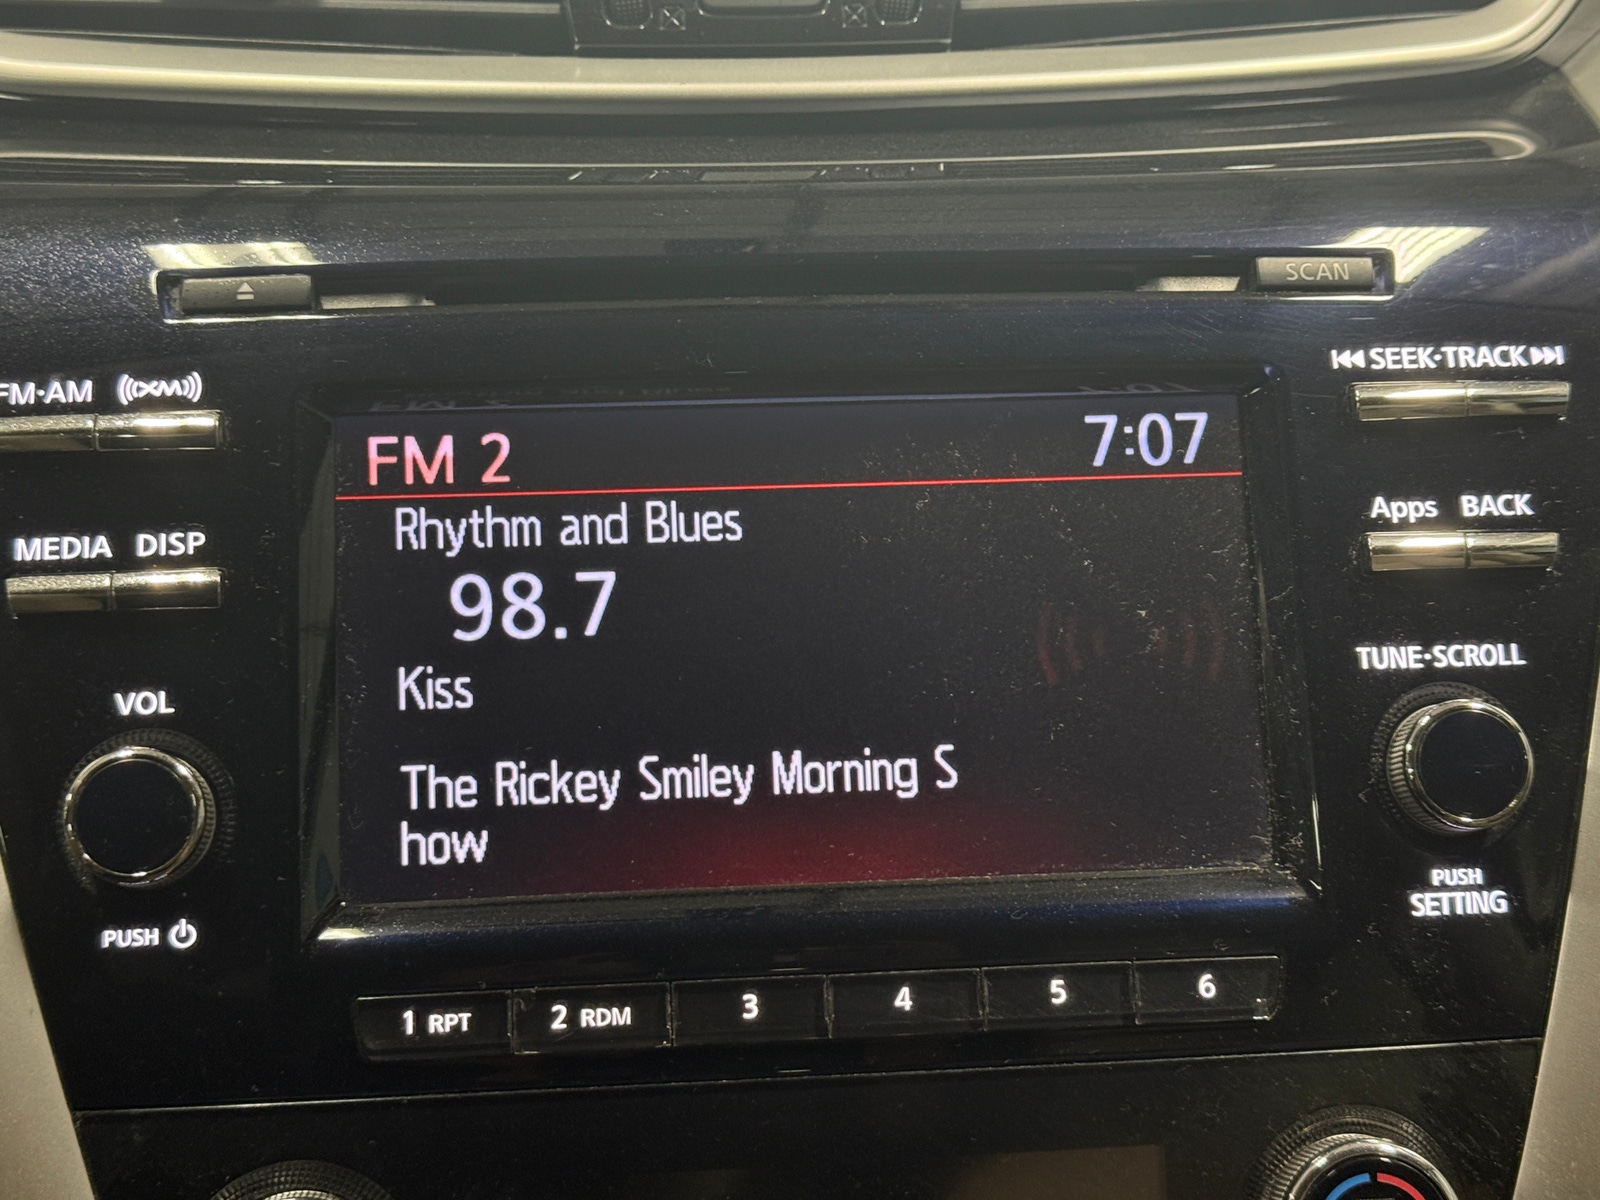 SCAN
SEEK·TRACK
FM·AM
XM
FM 2
7:07
Rhythm and Blues
98.7
Kiss
The Rickey Smiley Morning S
how
MEDIA DISP
Apps BACK
VOL
TUNE·SCROLL
PUSH
PUSH
SETTING
1 RPT
2 RDM
3
4
5
6